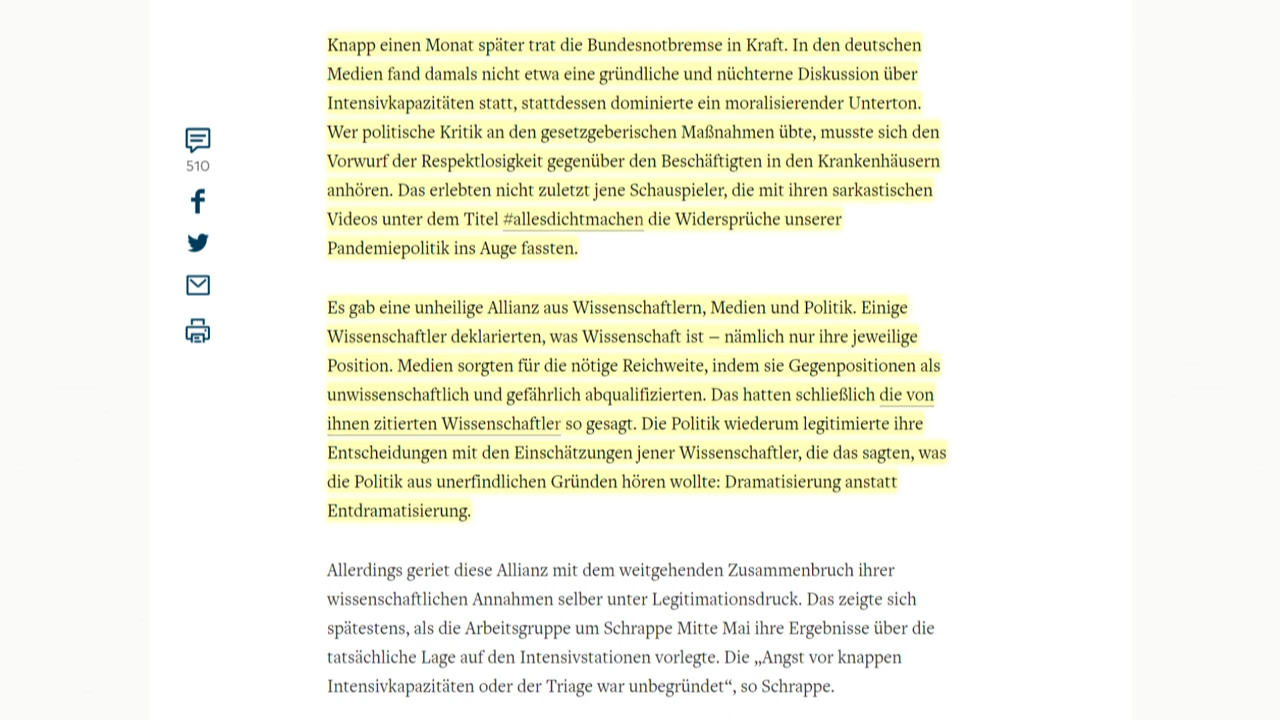 Knapp einen Monat später trat die Bundesnotbremse in Kraft. In den deutschen
Medien fand damals nicht etwa eine gründliche und nüchterne Diskussion über
Intensivkapazitäten statt, stattdessen dominierte ein moralisierender Unterton.
Wer politische Kritik an den gesetzgeberischen Maßnahmen übte, musste sich den
Vorwurf der Respektlosigkeit gegenüber den Beschäftigten in den Krankenhäusern
anhören. Das erlebten nicht zuletzt jene Schauspieler, die mit ihren sarkastischen
Videos unter dem Titel #allesdichtmachen die Widersprüche unserer
Pandemiepolitik ins Auge fassten.
510
Es gab eine unheilige Allianz aus Wissenschaftlern, Medien und Politik. Einige
Wissenschaftler deklarierten, was Wissenschaft ist – nämlich nur ihre jeweilige
Position. Medien sorgten für die nötige Reichweite, indem sie Gegenpositionen als
unwissenschaftlich und gefährlich abqualifizierten. Das hatten schließlich die von
ihnen zitierten Wissenschaftler so gesagt. Die Politik wiederum legitimierte ihre
Entscheidungen mit den Einschätzungen jener Wissenschaftler, die das sagten, was
die Politik aus unerfindlichen Gründen hören wollte: Dramatisierung anstatt
Entdramatisierung.
Allerdings geriet diese Allianz mit dem weitgehenden Zusammenbruch ihrer
wissenschaftlichen Annahmen selber unter Legitimationsdruck. Das zeigte sich
spätestens, als die Arbeitsgruppe um Schrappe Mitte Mai ihre Ergebnisse über die
tatsächliche Lage auf den Intensivstationen vorlegte. Die „Angst vor knappen
Intensivkapazitäten oder der Triage war unbegründet“, so Schrappe.